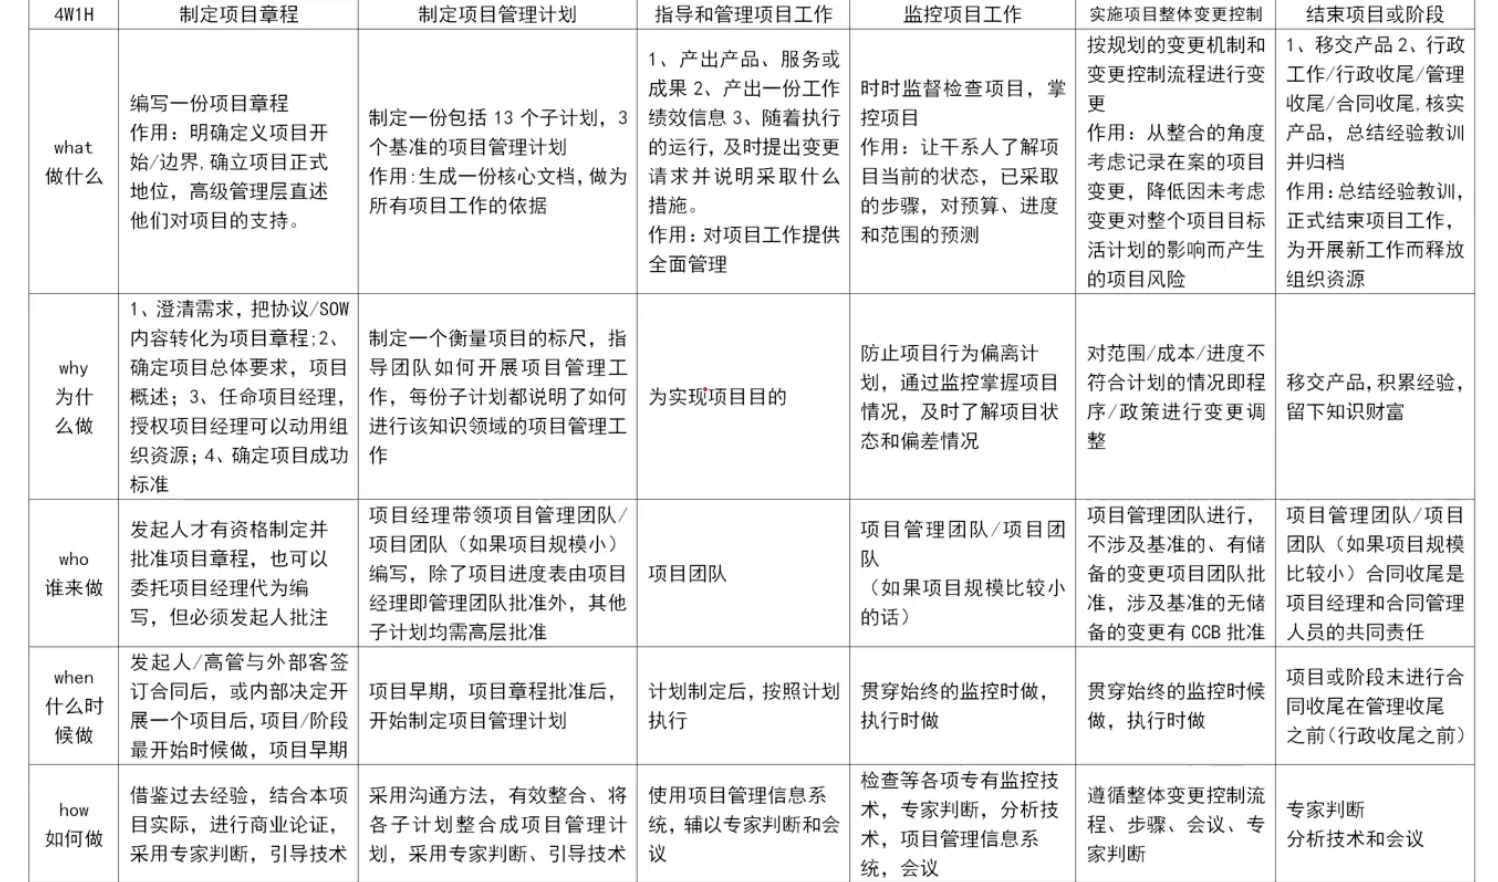 4W1H
制定项目章程
制定项目管理计划
指导和管理项目工作
监控项目工作
实施项目整体变更控制
结束项目或阶段
what
做什么
编写一份项目章程
作用：明确定义项目开
始/边界,确立项目正式
地位，高级管理层直述
他们对项目的支持。
制定一份包括 13 个子计划，3
个基准的项目管理计划
作用:生成一份核心文档，做为
所有项目工作的依据
1、产出产品、服务或
成果 2、产出一份工作
绩效信息 3、随着执行
的运行，及时提出变更
请求并说明采取什么
措施。
作用：对项目工作提供
全面管理
时时监督检查项目，掌
控项目
作用：让干系人了解项
目当前的状态，已采取
的步骤，对预算、进度
和范围的预测
按规划的变更机制和
变更控制流程进行变
更
作用：从整合的角度
考虑记录在案的项目
变更，降低因未考虑
变更对整个项目目标
活计划的影响而产生
的项目风险
1、移交产品 2、行政
工作/行政收尾/管理
收尾/合同收尾,核实
产品，总结经验教训
并归档
作用:总结经验教训，
正式结束项目工作，
为开展新工作而释放
组织资源
why
为什
么做
1、澄清需求，把协议/SOW
内容转化为项目章程;2、
确定项目总体要求，项目
概述；3、任命项目经理，
授权项目经理可以动用组
织资源；4、确定项目成功
标准
制定一个衡量项目的标尺，指
导团队如何开展项目管理工
作，每份子计划都说明了如何
进行该知识领域的项目管理工
作
为实现项目目的
防止项目行为偏离计
划，通过监控掌握项目
情况，及时了解项目状
态和偏差情况
对范围/成本/进度不
符合计划的情况即程
序/政策进行变更调
整
移交产品，积累经验，
留下知识财富
who
谁来做
发起人才有资格制定并
批准项目章程，也可以
委托项目经理代为编
写，但必须发起人批注
项目经理带领项目管理团队/
项目团队（如果项目规模小）
编写，除了项目进度表由项目
经理即管理团队批准外，其他
子计划均需高层批准
项目团队
项目管理团队/项目团
队
（如果项目规模比较小
的话）
项目管理团队进行，
不涉及基准的、有储
备的变更项目团队批
准，涉及基准的无储
备的变更有 CCB 批准
项目管理团队/项目
团队（如果项目规模
比较小）合同收尾是
项目经理和合同管理
人员的共同责任
when
什么时
候做
发起人/高管与外部客签
订合同后，或内部决定开
展一个项目后,项目/阶段
最开始时候做，项目早期
项目早期，项目章程批准后，
开始制定项目管理计划
计划制定后，按照计划
执行
贯穿始终的监控时做，
执行时做
贯穿始终的监控时候
做，执行时做
项目或阶段末进行合
同收尾在管理收尾
之前(行政收尾之前)
how
如何做
借鉴过去经验，结合本项
目实际，进行商业论证，
采用专家判断，引导技术
采用沟通方法，有效整合、将
各子计划整合成项目管理计
划，采用专家判断、引导技术
使用项目管理信息系
统，辅以专家判断和会
议
检查等各项专有监控技
术，专家判断，分析技
术，项目管理信息系
统，会议
遵循整体变更控制流
程、步骤、会议、专
家判断
专家判断
分析技术和会议